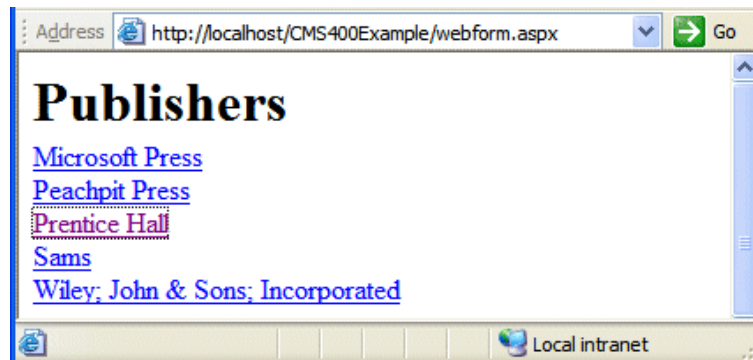 Address http://localhost/CMS400Example/webform.aspx Go
Publishers
Microsoft Press
Peachpit Press
Prentice Hall
Sams
Wiley; John & Sons; Incorporated
Local intranet